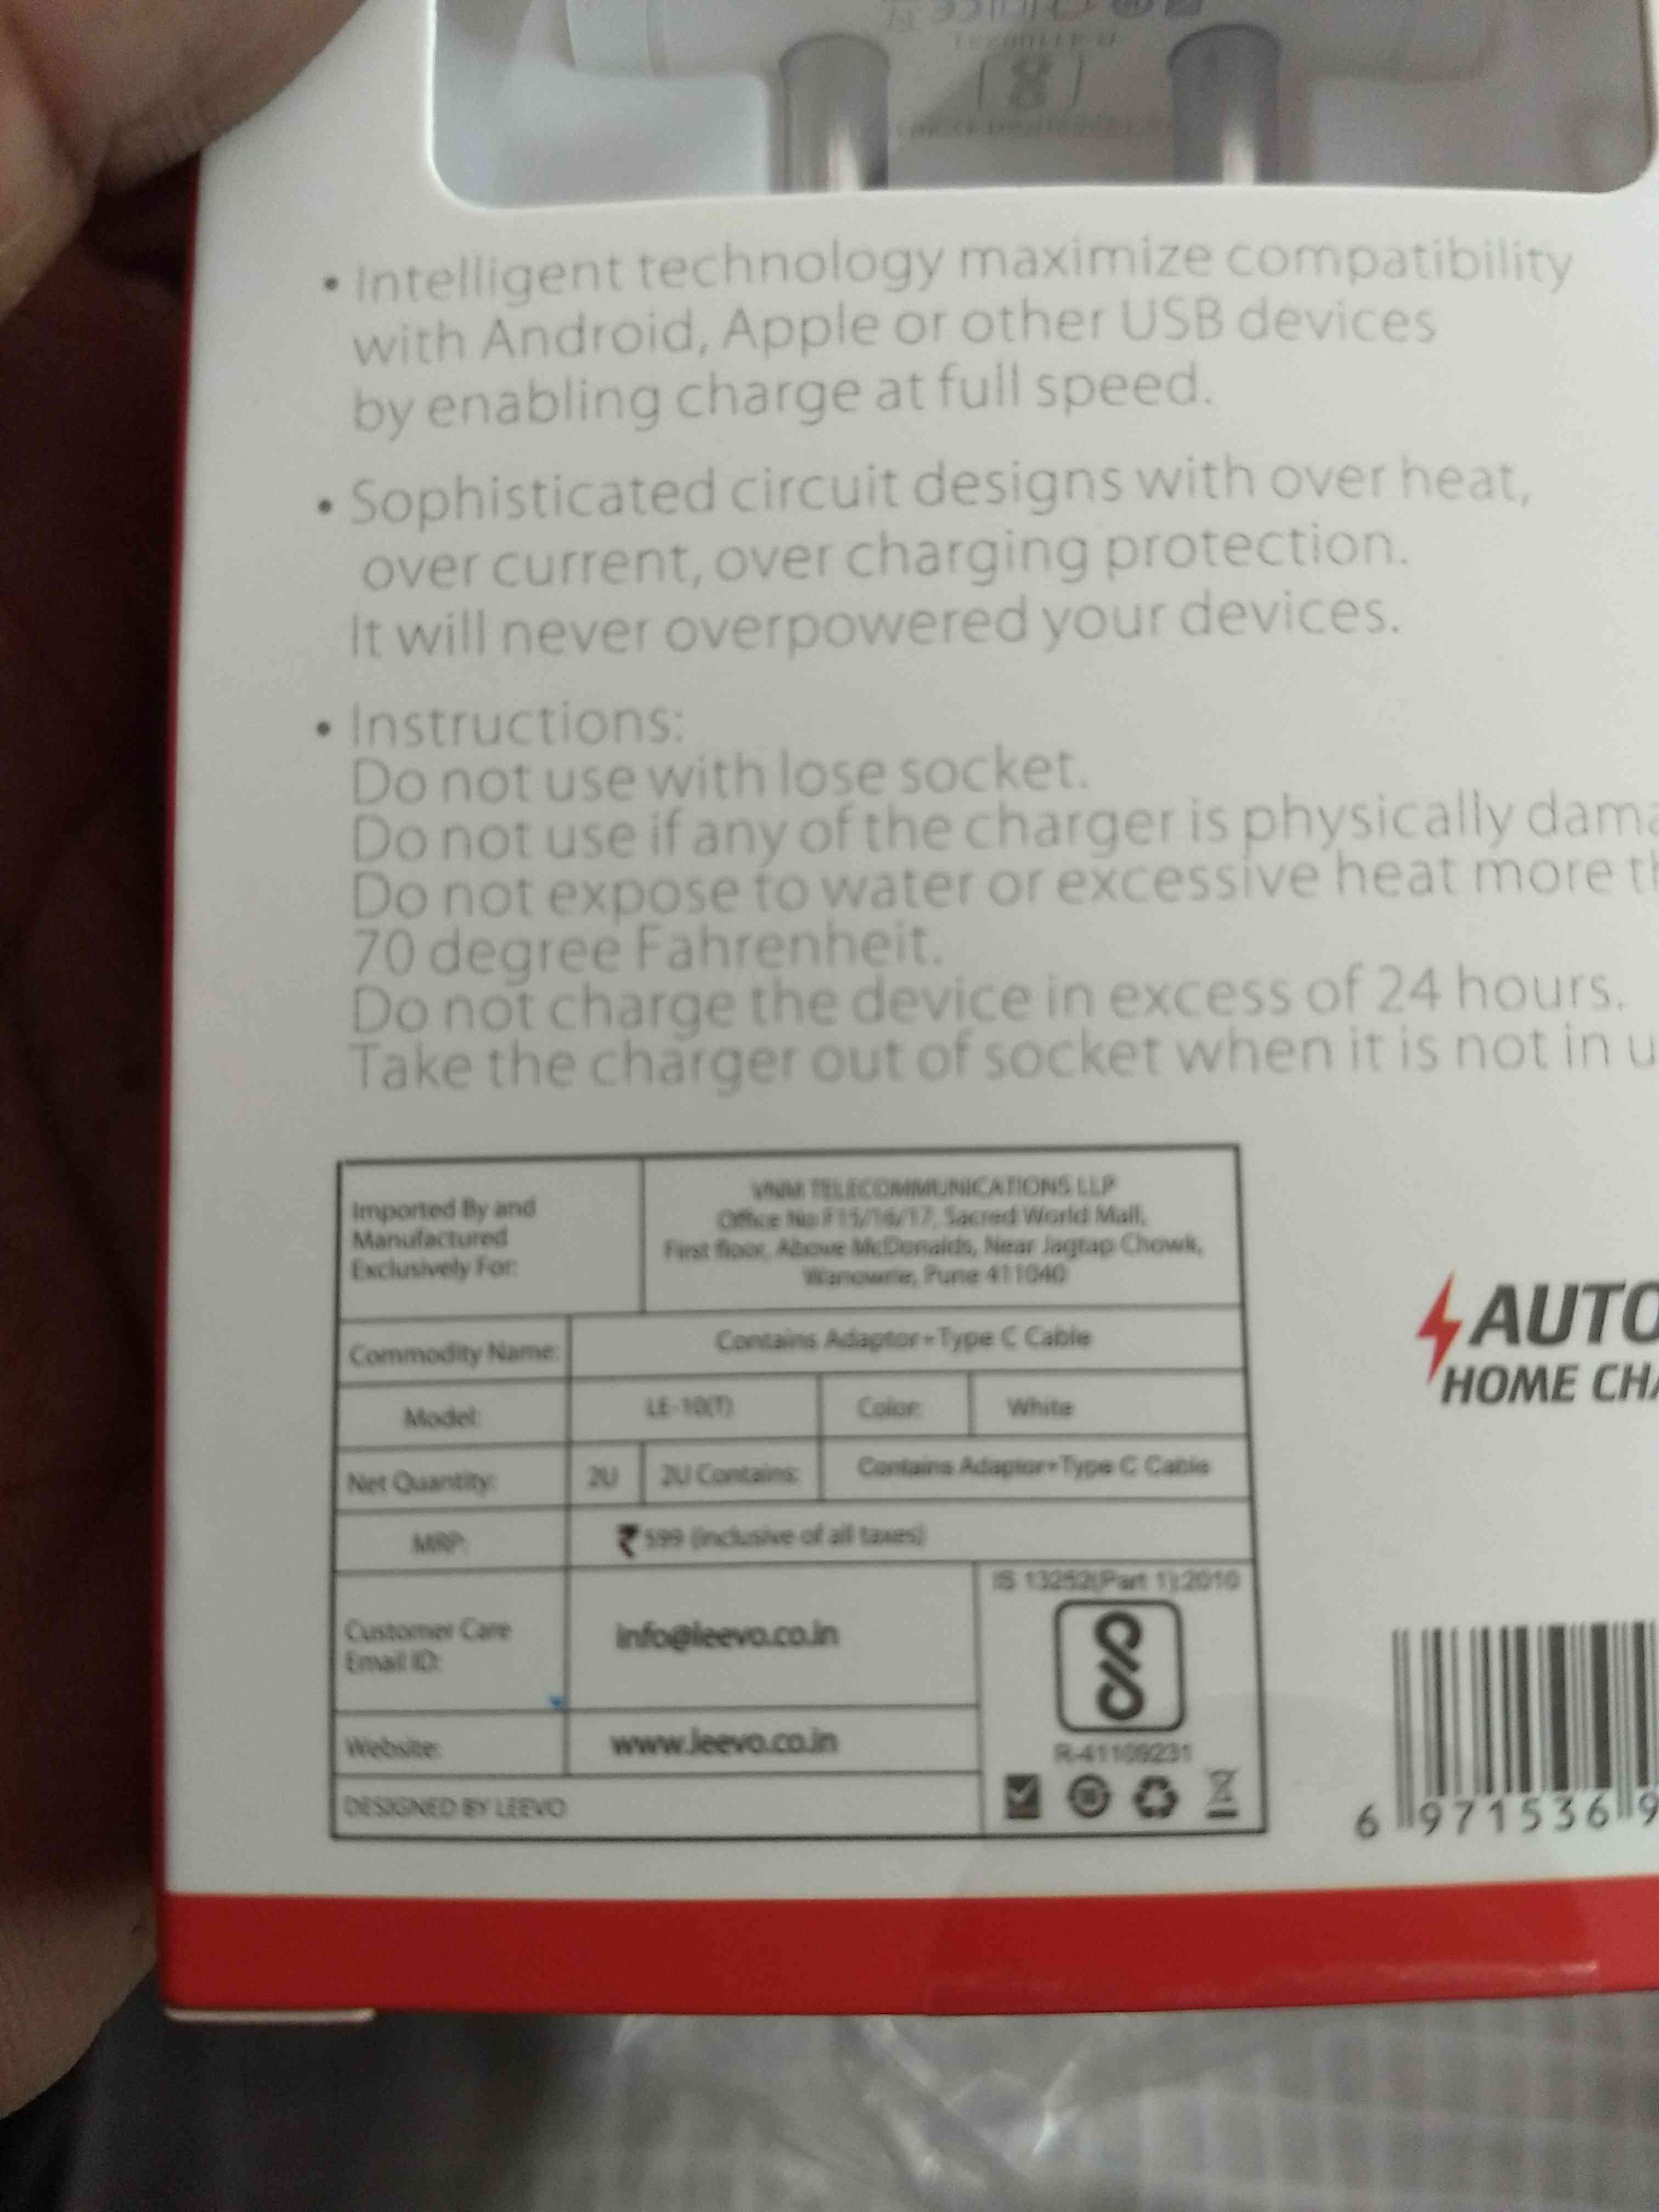 • Intelligent technology maximize compatibility
with Android, Apple or other USB devices
by enabling charge at full speed.
• Sophisticated circuit designs with over heat,
over current, over charging protection.
It will never overpowered your devices.
• Instructions:
Do not use with lose socket.
Do not use if any of the charger is physically dama
Do not expose to water or excessive heat more th
70 degree Fahrenheit.
Do not charge the device in excess of 24 hours.
Take the charger out of socket when it is not in u
Imported By and
Manufactured
Exclusively For:
VNM TELECOMMUNICATIONS LLP
Office No F15/16/17, Sacred World Mall,
First floor, Above McDonalds, Near Jagtap Chowk,
Wanowrie, Pune 411040
Commodity Name: Contains Adaptor+Type C Cable
Model: LE-10(T) Color: White
Net Quantity: 2U 2U Contains: Contains Adaptor+Type C Cable
MRP: ₹ 599 (inclusive of all taxes)
Customer Care
Email ID:
info@leevo.co.in
IS 13252(Part 1):2010
R-41109231
Website: www.leevo.co.in
DESIGNED BY LEEVO
AUTO
HOME CHA
6 971536 9